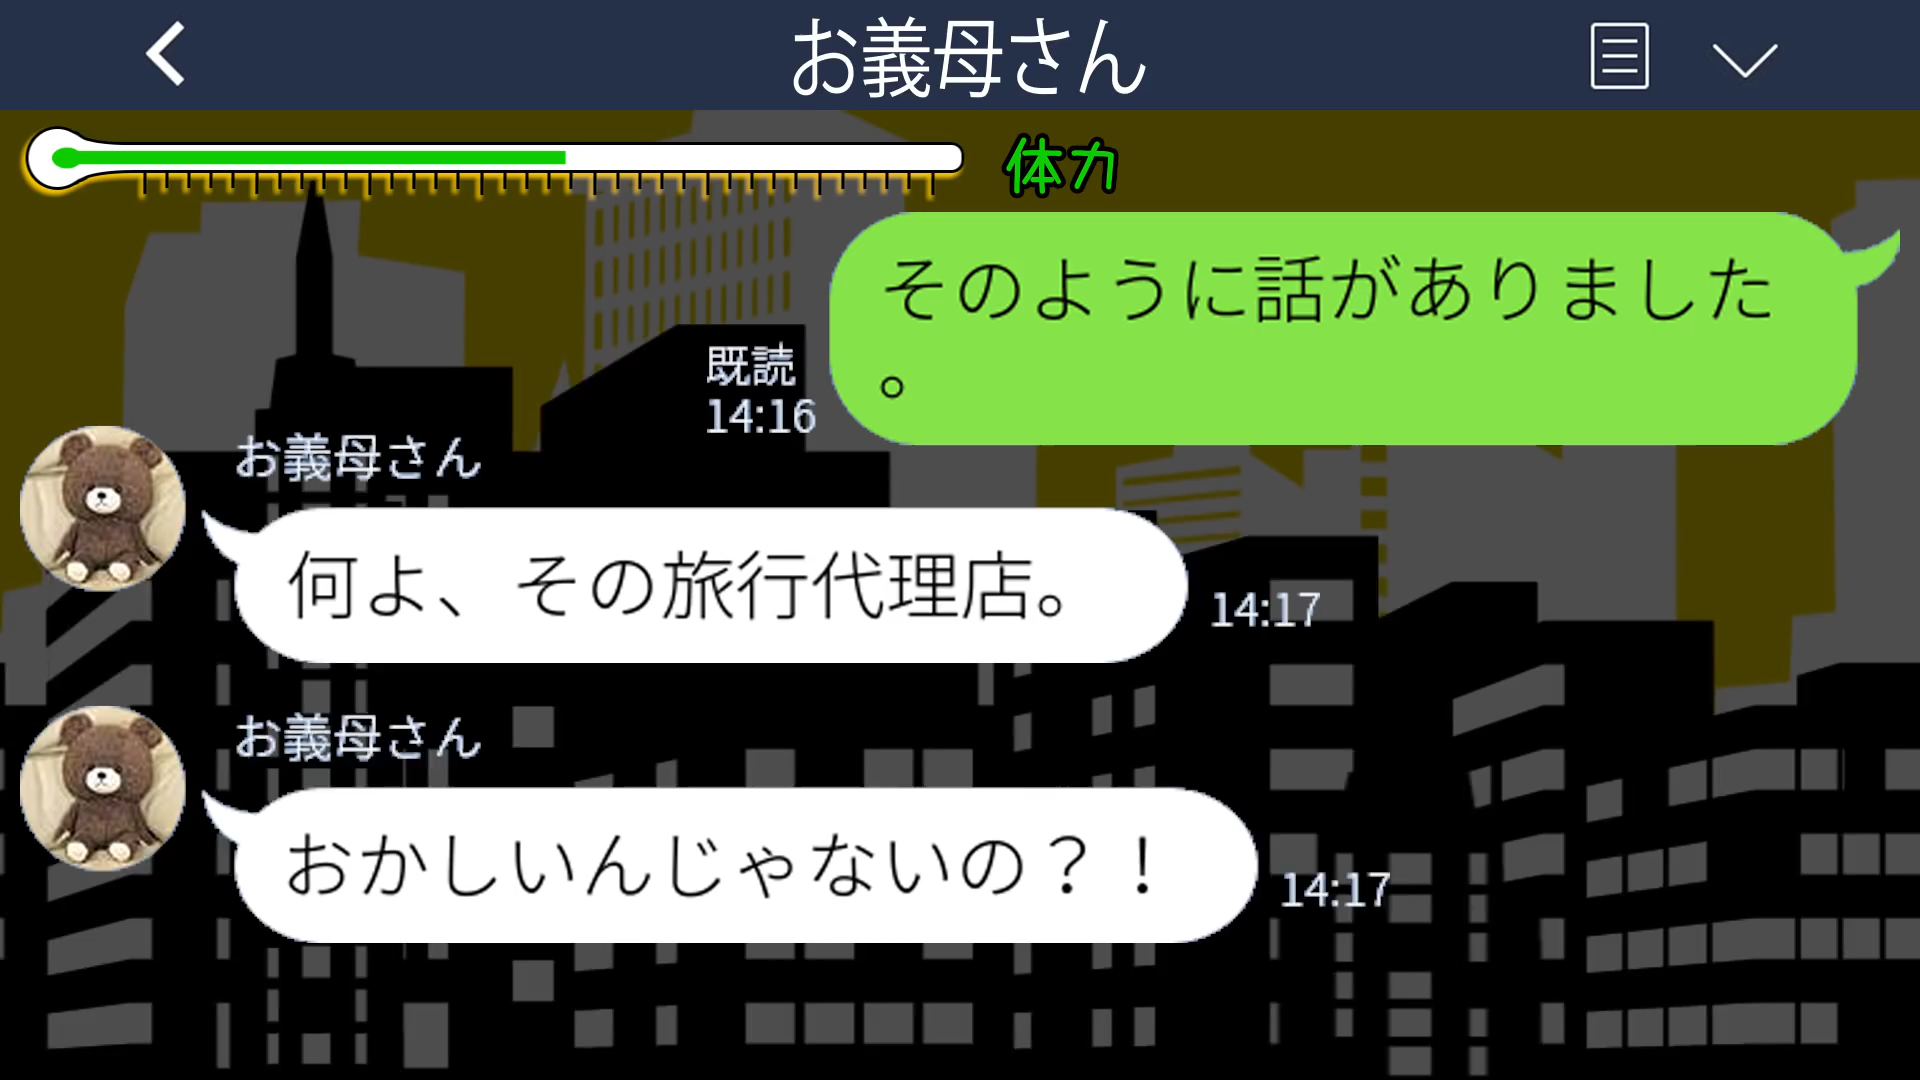 お義母さん
体力
そのように話がありました
。
既読
14:16
お義母さん
何よ、その旅行代理店。
14:17
お義母さん
おかしいんじゃないの？！
14:17